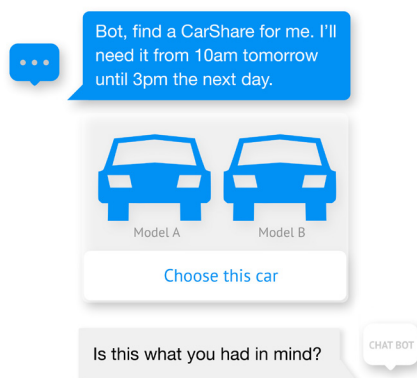 Bot, find a CarShare for me. I'll
need it from 10am tomorrow
until 3pm the next day.
Model A
Model B
Choose this car
Is this what you had in mind?
CHAT BOT